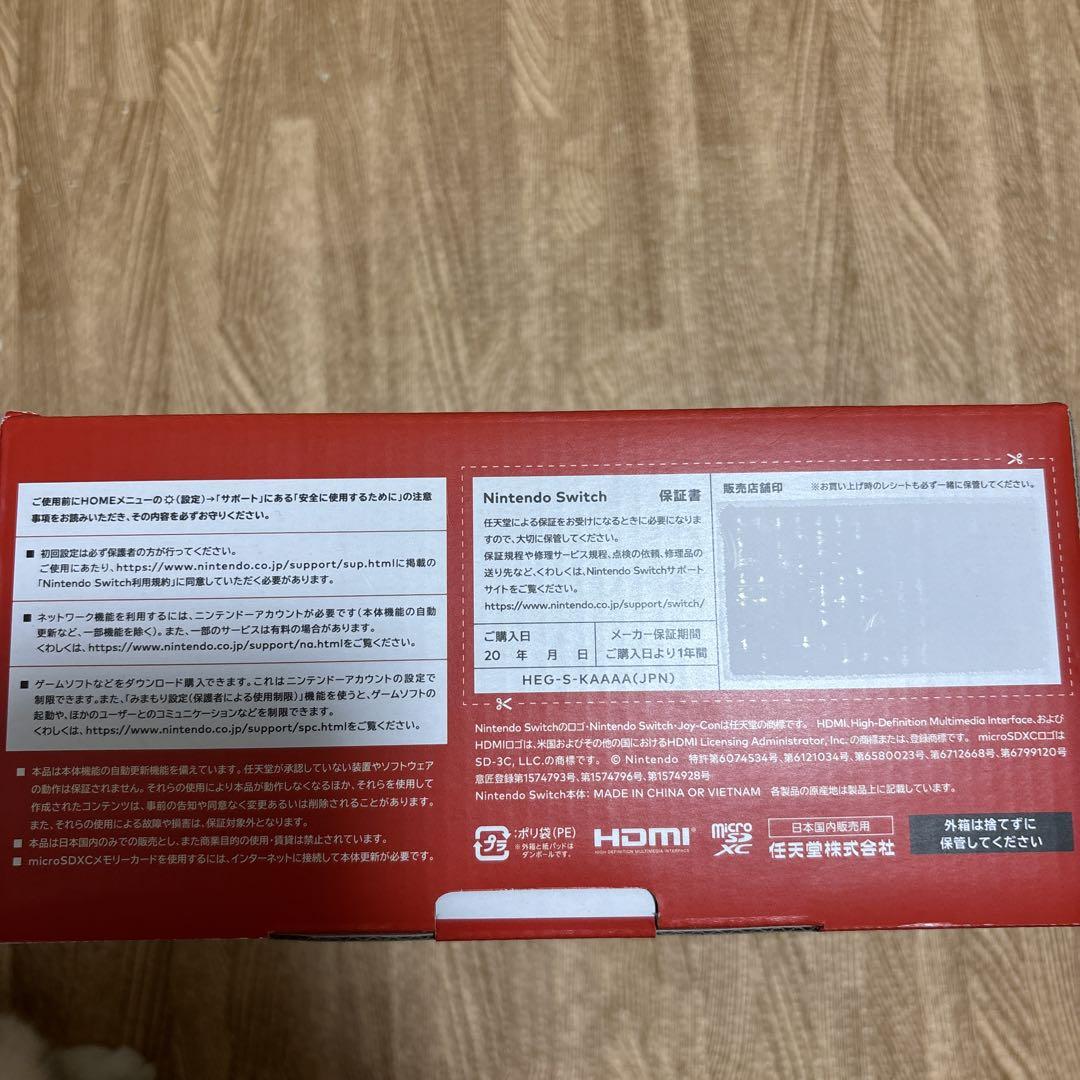 ご使用前にHOMEメニューの(設定)→「サポート」にある「安全に使用するために」の注意
事項をお読みいただき、その内容を必ずお守りください。
■ 初回設定は必ず保護者の方が行ってください。
ご使用にあたり、https://www.nintendo.co.jp/support/sup.htmlに掲載の
「Nintendo Switch利用規約」に同意していただく必要があります。
■ ネットワーク機能を利用するには、ニンテンドーアカウントが必要です(本体機能の自動
更新など、一部機能を除く)。また、一部のサービスは有料の場合があります。
くわしくは、https://www.nintendo.co.jp/support/na.htmlをご覧ください。
■ ゲームソフトなどをダウンロード購入できます。これはニンテンドーアカウントの設定で
制限できます。また、「みまもり設定(保護者による使用制限)」機能を使うと、ゲームソフトの
起動や、ほかのユーザーとのコミュニケーションなどを制限できます。
くわしくは、https://www.nintendo.co.jp/support/spc.htmlをご覧ください。
■ 本品は本体機能の自動更新機能を備えています。任天堂が承認していない装置やソフトウェア
の動作は保証されません。それらの使用により本品が動作しなくなるほか、それらを使用して
作成されたコンテンツは、事前の告知や同意なく変更あるいは削除されることがあります。
また、それらの使用による故障や損害は、保証対象外となります。
■ 本品は日本国内のみでの販売とし、また商業目的の使用・賃貸は禁止されています。
■ microSDXCメモリーカードを使用するには、インターネットに接続して本体更新が必要です。
Nintendo Switch 保証書
任天堂による保証をお受けになるときに必要になりま
すので、大切に保管してください。
保証規程や修理サービス規程、点検の依頼、修理品の
送り先など、くわしくは、Nintendo Switchサポート
サイトをご覧ください。
https://www.nintendo.co.jp/support/switch/
ご購入日
20 年 月 日
メーカー保証期間
ご購入日より1年間
HEG-S-KAAAA(JPN)
販売店舗印 ※お買い上げ時のレシートも必ず一緒に保管してください。
Nintendo Switchのロゴ・Nintendo Switch・Joy-Conは任天堂の商標です。 HDMI、High-Definition Multimedia Interface、および
HDMIロゴは、米国およびその他の国におけるHDMI Licensing Administrator, Inc.の商標または、登録商標です。 microSDXCロゴは
SD-3C, LLC.の商標です。 © Nintendo 特許第6074534号、第6121034号、第6580023号、第6712668号、第6799120号
意匠登録第1574793号、第1574796号、第1574928号
Nintendo Switch本体: MADE IN CHINA OR VIETNAM 各製品の原産地は製品上に記載しています。
プラ
:ポリ袋(PE)
※外箱と紙パッドは
ダンボールです。
HDMI®
HIGH-DEFINITION MULTIMEDIA INTERFACE
micro
SD
XC
日本国内販売用
任天堂株式会社
外箱は捨てずに
保管してください